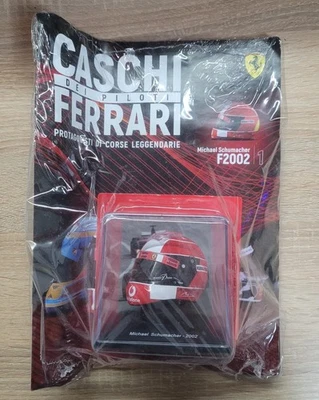 CASCHI
DEI PILOTI
FERRARI
PROTAGONISTI DI CORSE LEGGENDARIE
Michael Schumacher
F2002 1
Michael Schumacher - 2002